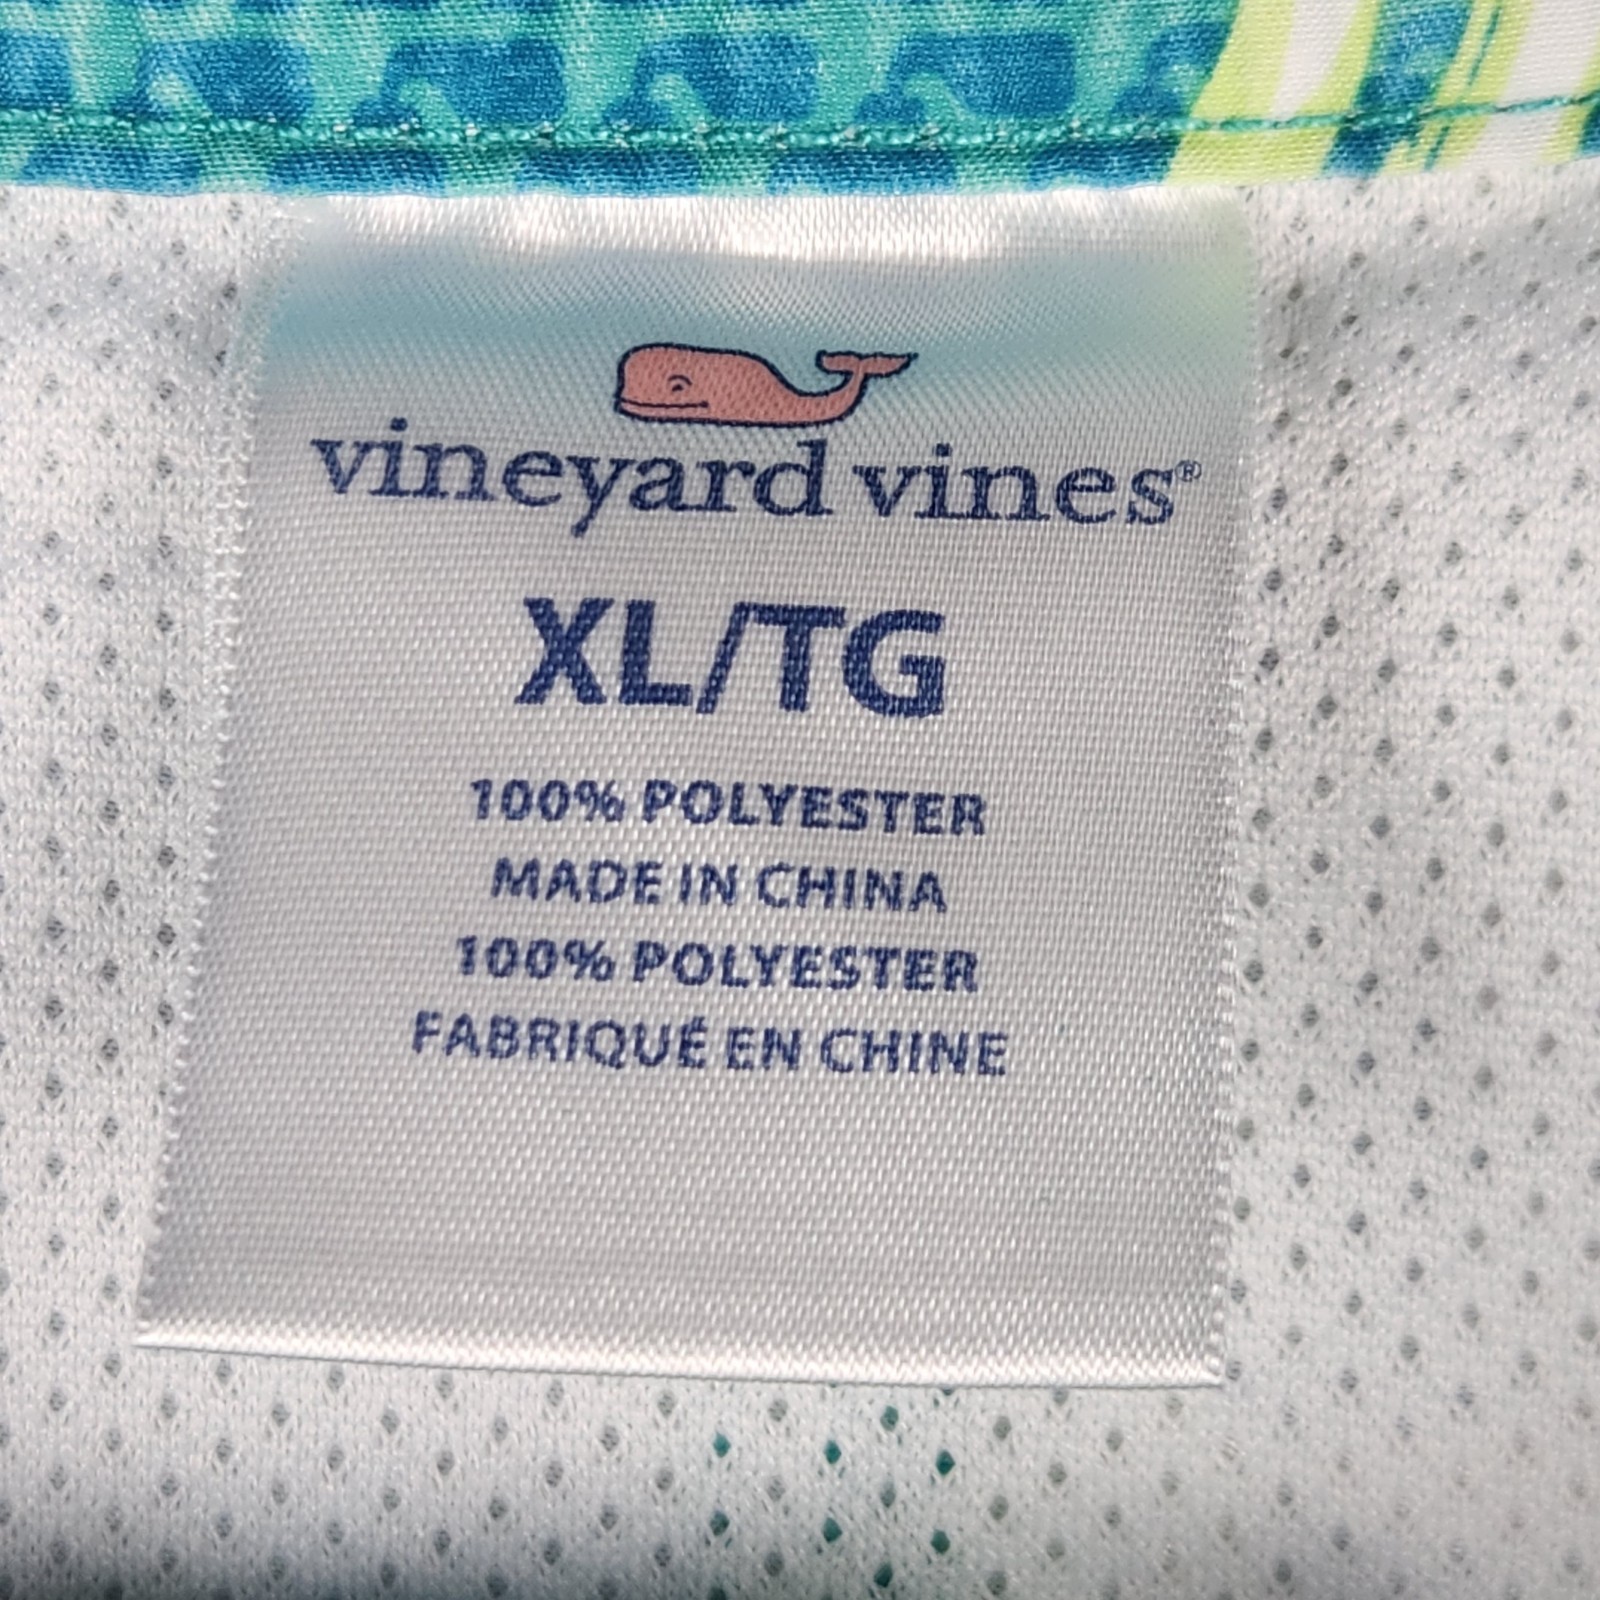 vineyard vines®
XL/TG
100% POLYESTER
MADE IN CHINA
100% POLYESTER
FABRIQUÉ EN CHINE